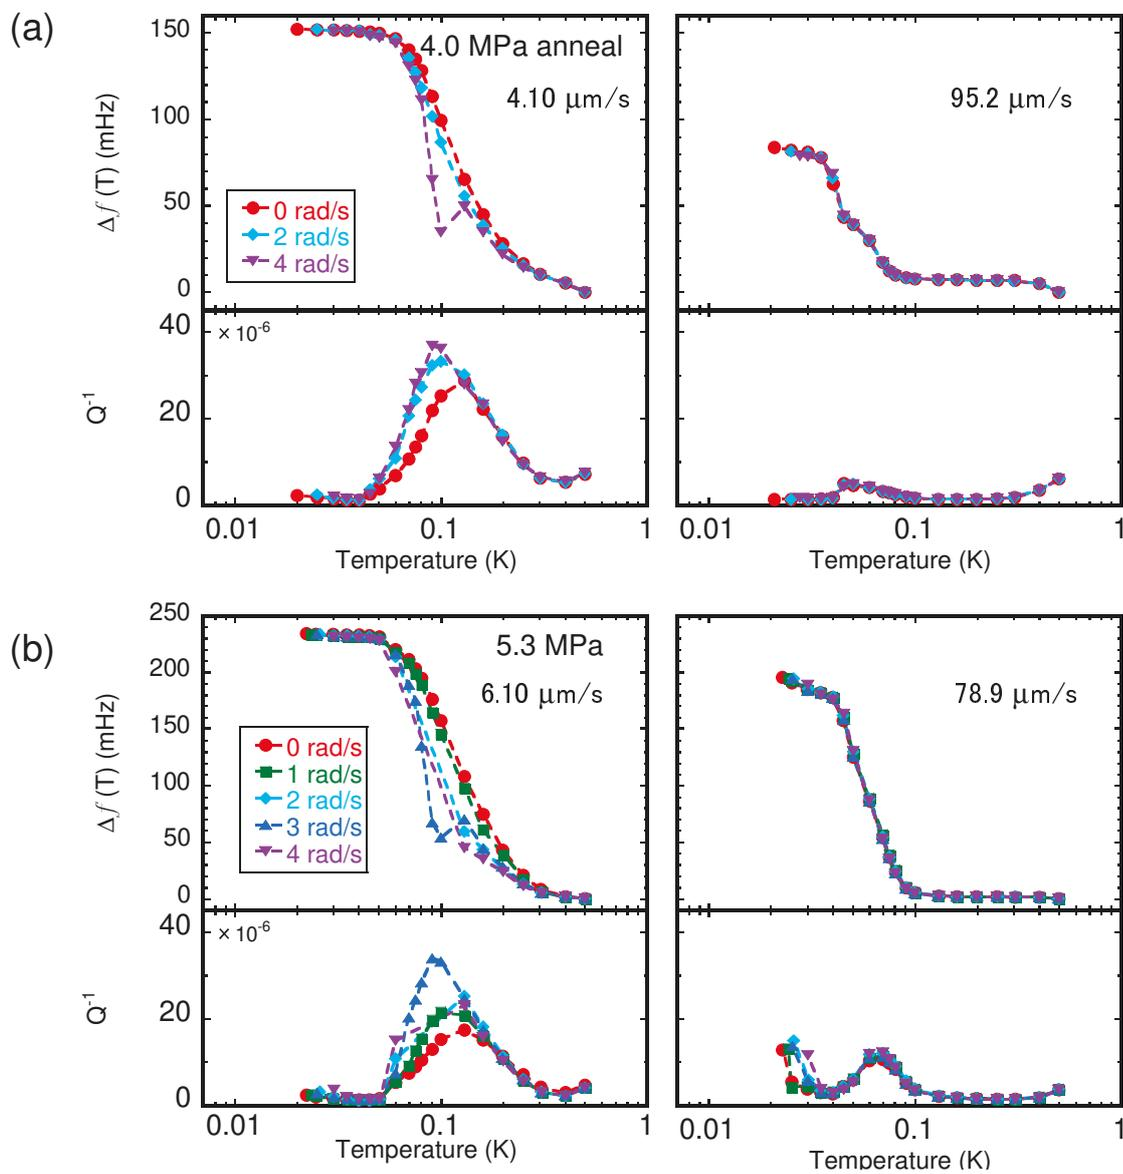 (a)
150
100
50
0
Δf (T) (mHz)
4.0 MPa anneal
4.10 μm/s
0 rad/s
2 rad/s
4 rad/s
95.2 μm/s
40
20
0
Q⁻¹
× 10⁻⁶
0.01
0.1
1
Temperature (K)
0.01
0.1
1
Temperature (K)
(b)
250
200
150
100
50
0
Δf (T) (mHz)
5.3 MPa
6.10 μm/s
0 rad/s
1 rad/s
2 rad/s
3 rad/s
4 rad/s
78.9 μm/s
40
20
0
Q⁻¹
× 10⁻⁶
0.01
0.1
1
Temperature (K)
0.01
0.1
1
Temperature (K)